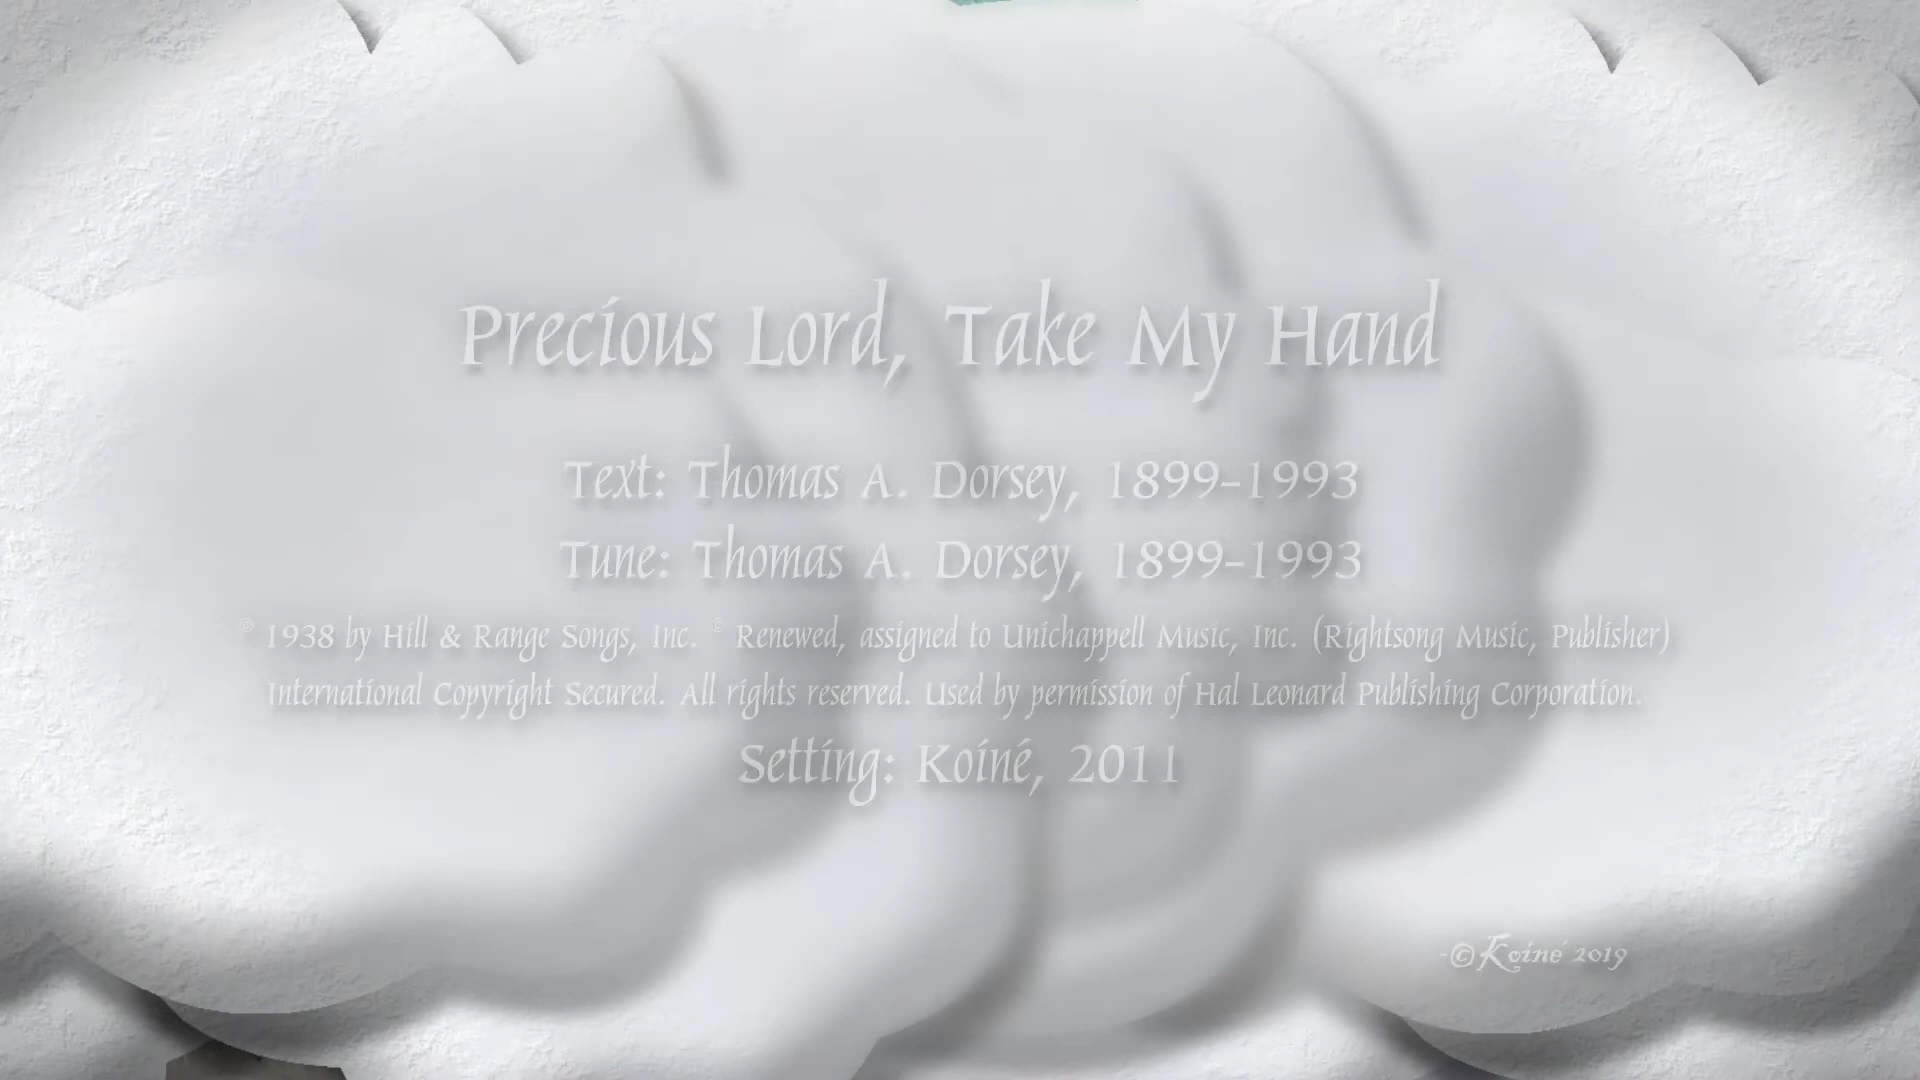 Precious Lord, Take My Hand
Text: Thomas A. Dorsey, 1899-1993
Tune: Thomas A. Dorsey, 1899-1993
© 1938 by Hill & Range Songs, Inc. © Renewed, assigned to Unichappell Music, Inc. (Rightsong Music, Publisher)
International Copyright Secured. All rights reserved. Used by permission of Hal Leonard Publishing Corporation.
Setting: Koiné, 2011
-©Koiné 2019